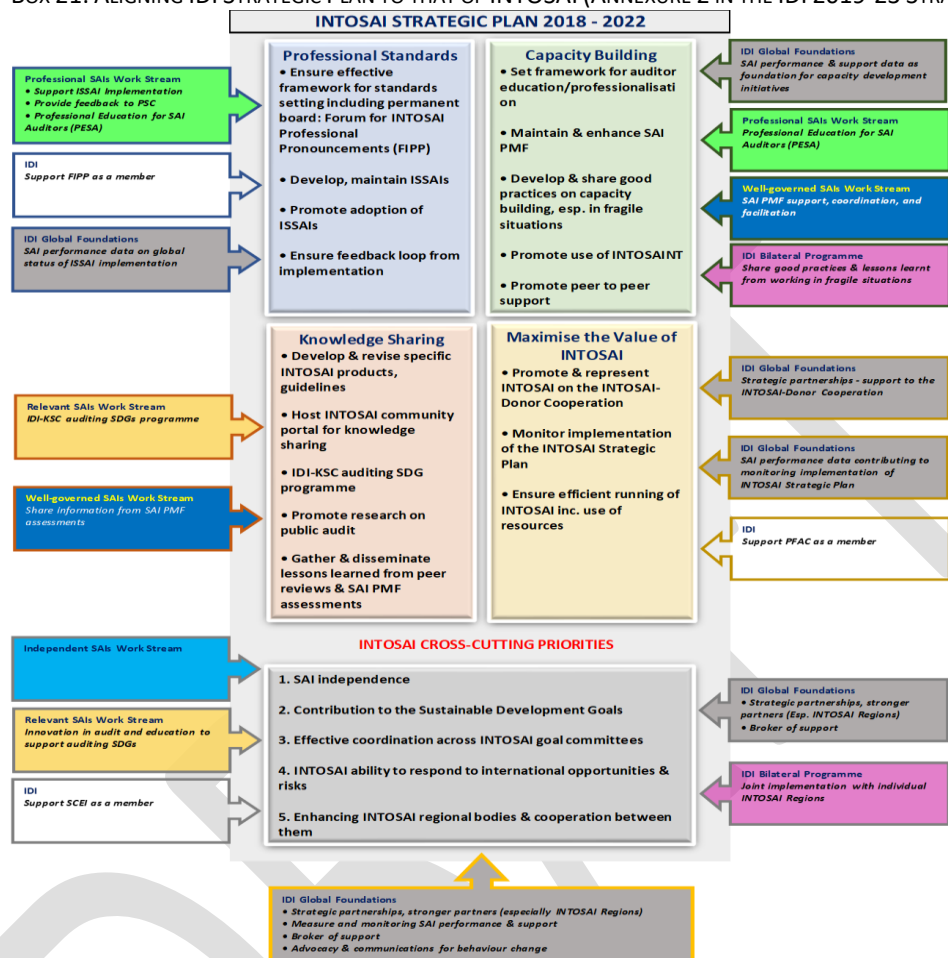 BOX 21: ALIGNING IDI STRATEGIC PLAN TO THAT OF INTOSAI (ANNEXURE 2 IN THE IDI 2019-23 STRA
INTOSAI STRATEGIC PLAN 2018 - 2022
Professional SAIs Work Stream
• Support ISSAI Implementation
• Provide feedback to PSC
• Professional Education for SAI
Auditors (PESA)
IDI
Support FIPP as a member
IDI Global Foundations
SAI performance data on global
status of ISSAI implementation
Professional Standards
• Ensure effective
framework for standards
setting including permanent
board: Forum for INTOSAI
Professional
Pronouncements (FIPP)
• Develop, maintain ISSAIs
• Promote adoption of
ISSAIs
• Ensure feedback loop from
implementation
Capacity Building
• Set framework for auditor
education/professionalisati
on
• Maintain & enhance SAI
PMF
• Develop & share good
practices on capacity
building, esp. in fragile
situations
• Promote use of INTOSAINT
• Promote peer to peer
support
IDI Global Foundations
SAI performance & support data as
foundation for capacity development
initiatives
Professional SAIs Work Stream
Professional Education for SAI
Auditors (PESA)
Well-governed SAIs Work Stream
SAI PMF support, coordination, and
facilitation
IDI Bilateral Programme
Share good practices & lessons learnt
from working in fragile situations
Relevant SAIs Work Stream
IDI-KSC auditing SDGs programme
Well-governed SAIs Work Stream
Share information from SAI PMF
assessments
Knowledge Sharing
• Develop & revise specific
INTOSAI products,
guidelines
• Host INTOSAI community
portal for knowledge
sharing
• IDI-KSC auditing SDG
programme
• Promote research on
public audit
• Gather & disseminate
lessons learned from peer
reviews & SAI PMF
assessments
Maximise the Value of
INTOSAI
• Promote & represent
INTOSAI on the INTOSAI-
Donor Cooperation
• Monitor implementation
of the INTOSAI Strategic
Plan
• Ensure efficient running of
INTOSAI inc. use of
resources
IDI Global Foundations
Strategic partnerships - support to the
INTOSAI-Donor Cooperation
IDI Global Foundations
SAI performance data contributing to
monitoring implementation of
INTOSAI Strategic Plan
IDI
Support PFAC as a member
INTOSAI CROSS-CUTTING PRIORITIES
Independent SAIs Work Stream
Relevant SAIs Work Stream
Innovation in audit and education to
support auditing SDGs
IDI
Support SCEI as a member
1. SAI independence
2. Contribution to the Sustainable Development Goals
3. Effective coordination across INTOSAI goal committees
4. INTOSAI ability to respond to international opportunities &
risks
5. Enhancing INTOSAI regional bodies & cooperation between
them
IDI Global Foundations
• Strategic partnerships, stronger
partners (Esp. INTOSAI Regions)
• Broker of support
IDI Bilateral Programme
Joint implementation with individual
INTOSAI Regions
IDI Global Foundations
• Strategic partnerships, stronger partners (especially INTOSAI Regions)
• Measure and monitoring SAI performance & support
• Broker of support
• Advocacy & communications for behaviour change